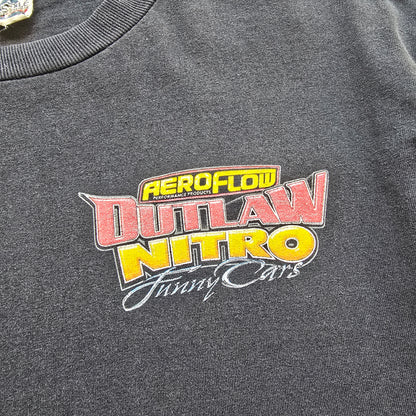 AEROFLOW
PERFORMANCE PRODUCTS
OUTLAW
NITRO
Funny Cars